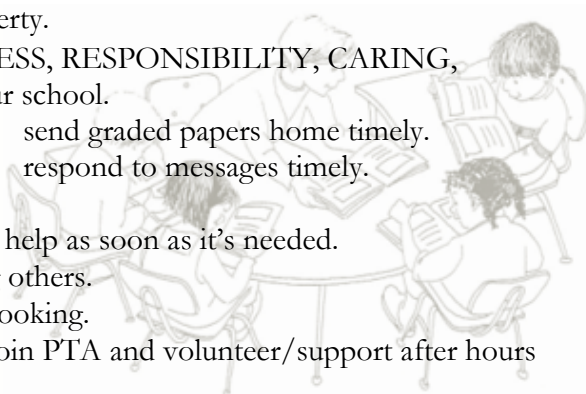 erty.
ESS, RESPONSIBILITY, CARING,
ur school.
send graded papers home timely.
respond to messages timely.
help as soon as it’s needed.
others.
ooking.
oin PTA and volunteer/support after hours